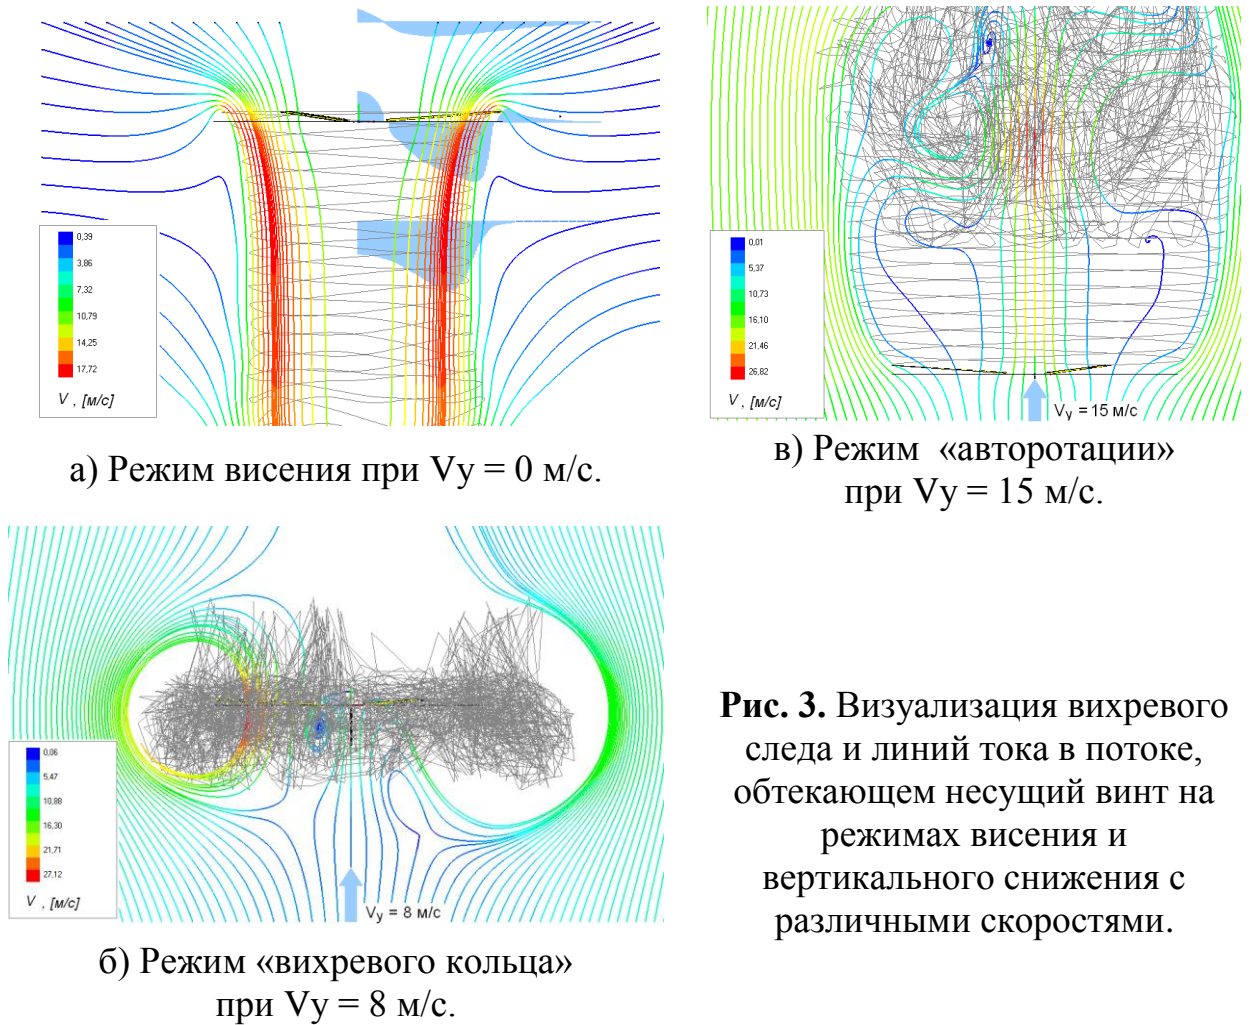 0,39
3,86
7,32
10,79
14,25
17,72
V , [м/с]
а) Режим висения при Vy = 0 м/с.
0,01
5,37
10,73
16,10
21,46
26,82
V , [м/с]
Vy = 15 м/с
в) Режим «авторотации»
при Vy = 15 м/с.
0,06
5,47
10,88
16,30
21,71
27,12
V , [м/с]
Vy = 8 м/с
б) Режим «вихревого кольца»
при Vy = 8 м/с.
Рис. 3. Визуализация вихревого
следа и линий тока в потоке,
обтекающем несущий винт на
режимах висения и
вертикального снижения с
различными скоростями.